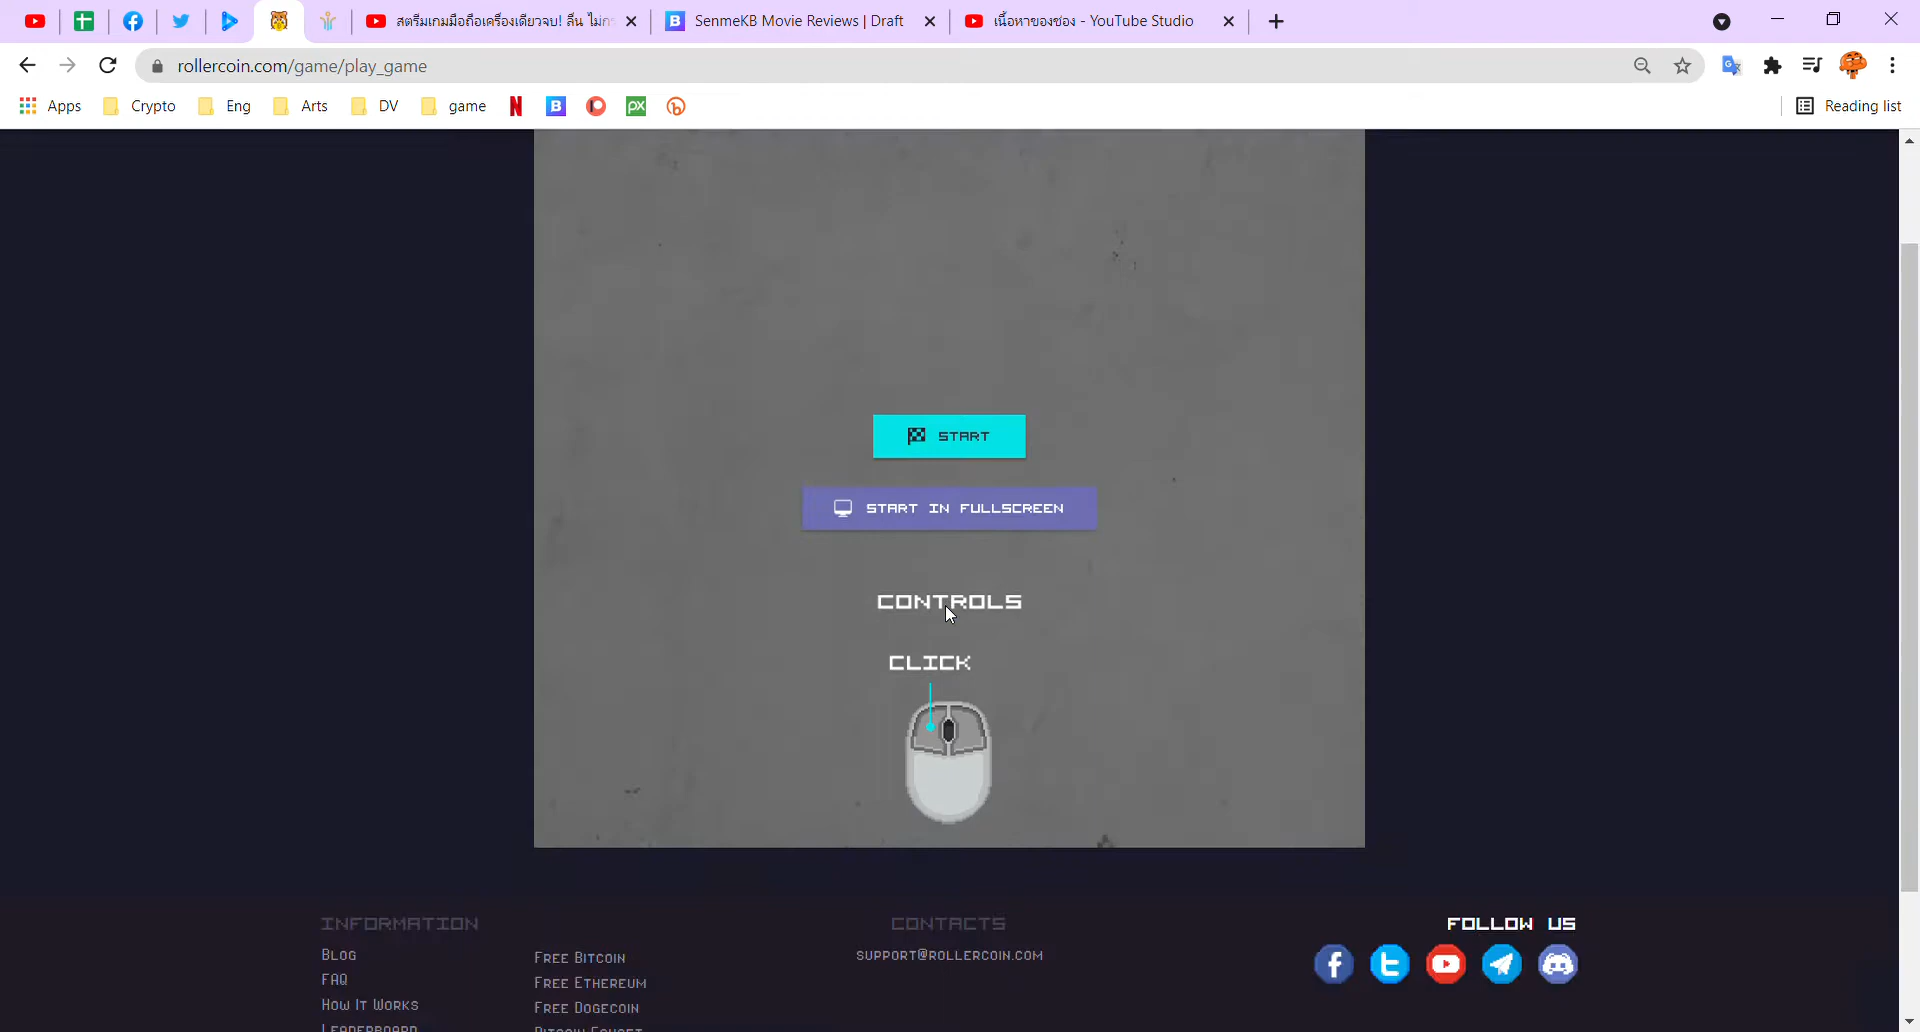 สตรีมเกมมือถือเครื่องเดียวจบ! ลื่น ไม่กร
SenmeKB Movie Reviews | Draft
เนื้อหาของช่อง - YouTube Studio
rollercoin.com/game/play_game
Apps
Crypto
Eng
Arts
DV
game
Reading list
START
START IN FULLSCREEN
CONTROLS
CLICK
INFORMATION
CONTACTS
FOLLOW US
BLOG
FREE BITCOIN
SUPPORT@ROLLERCOIN.COM
FAQ
FREE ETHEREUM
HOW IT WORKS
FREE DOGECOIN
LEADERBOARD
BITCOIN FAUCET